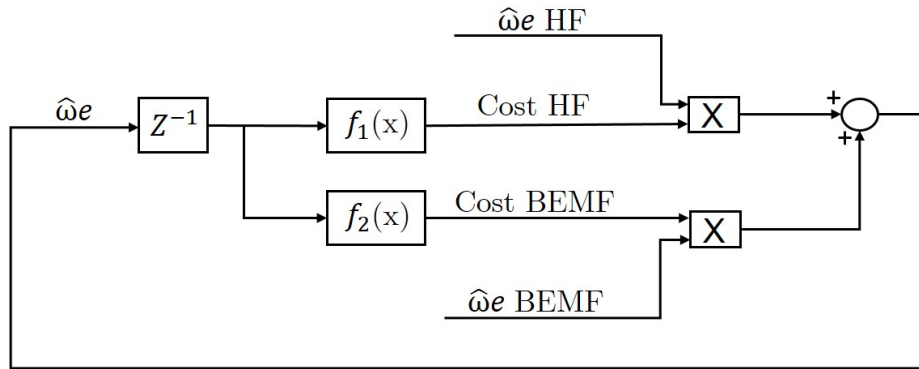 ω̂e HF
ω̂e
Z⁻¹
f₁(x)
Cost HF
X
+
+
f₂(x)
Cost BEMF
X
ω̂e BEMF